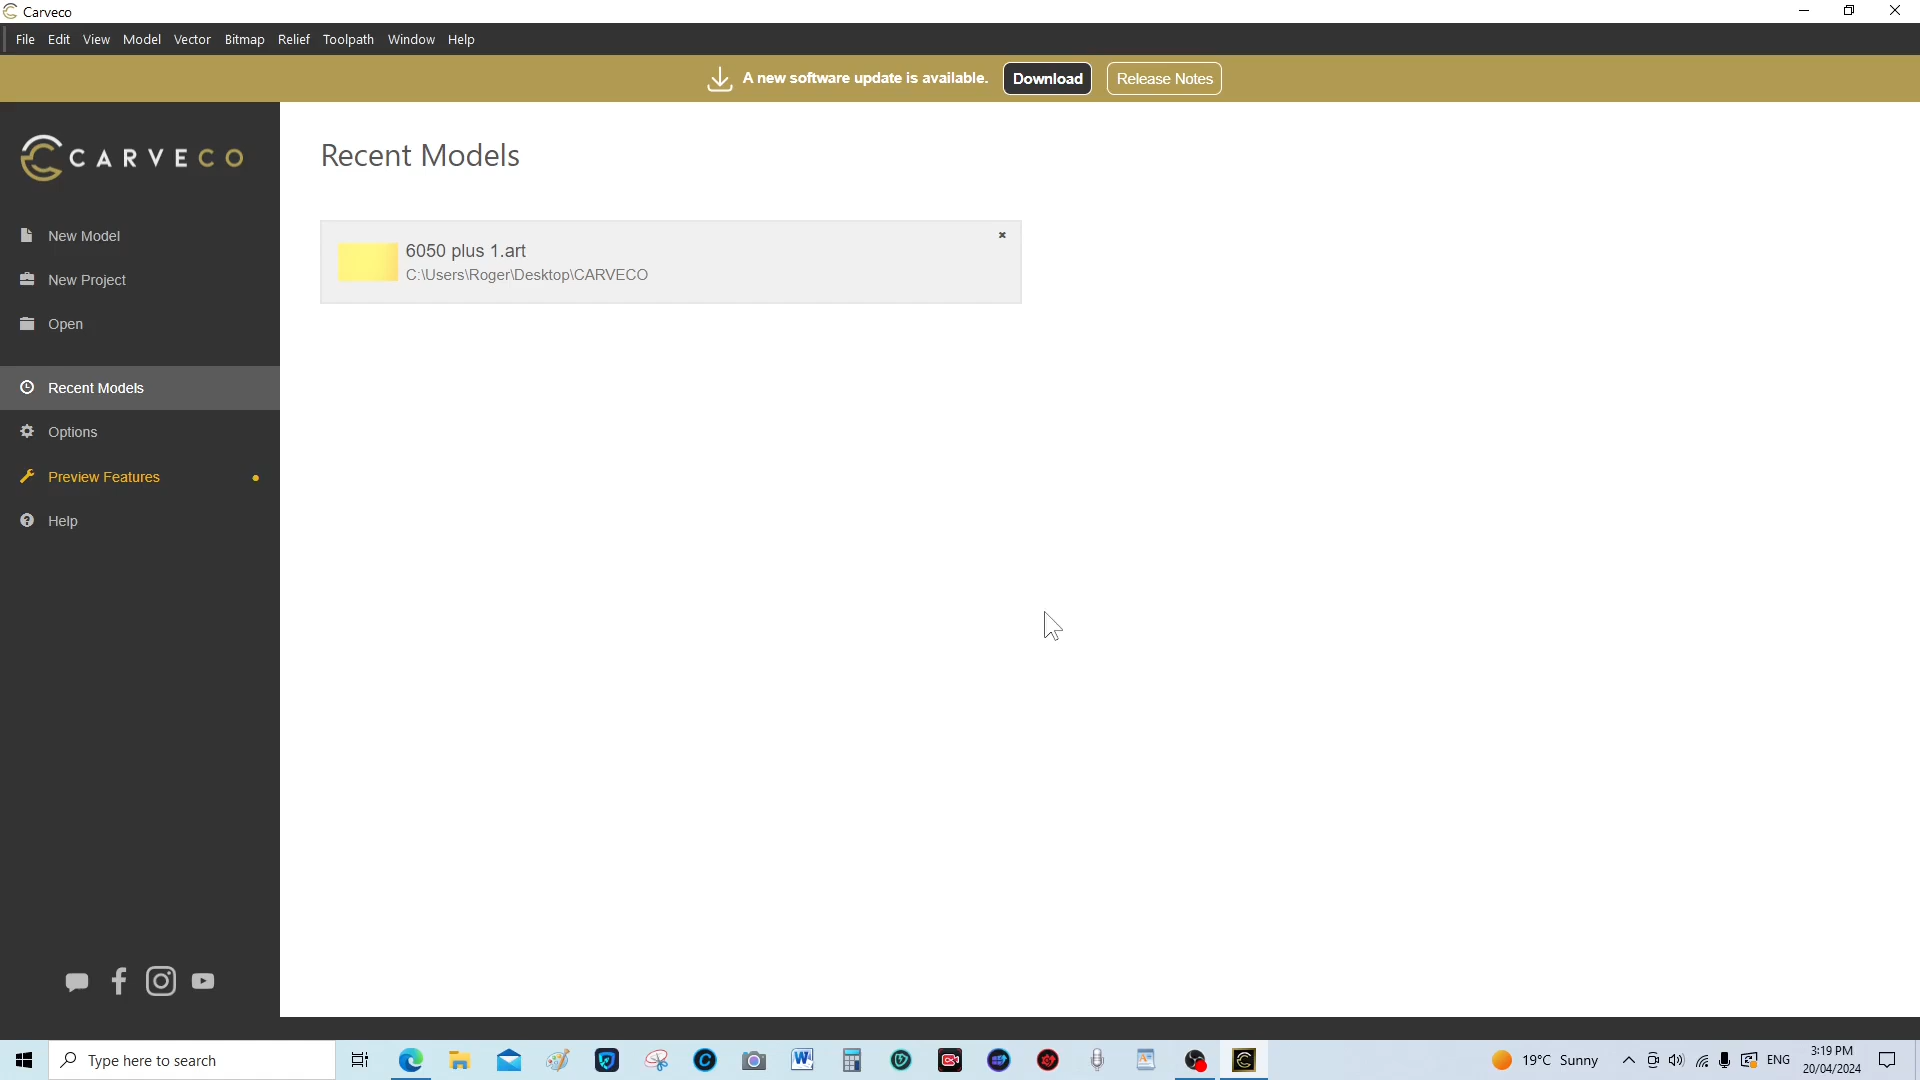 Carveco
File Edit View Model Vector Bitmap Relief Toolpath Window Help
A new software update is available. Download Release Notes
CARVECO
New Model
New Project
Open
Recent Models
Options
Preview Features
Help
Recent Models
6050 plus 1.art
C:\Users\Roger\Desktop\CARVECO
Type here to search
19°C Sunny
ENG
3:19 PM
20/04/2024